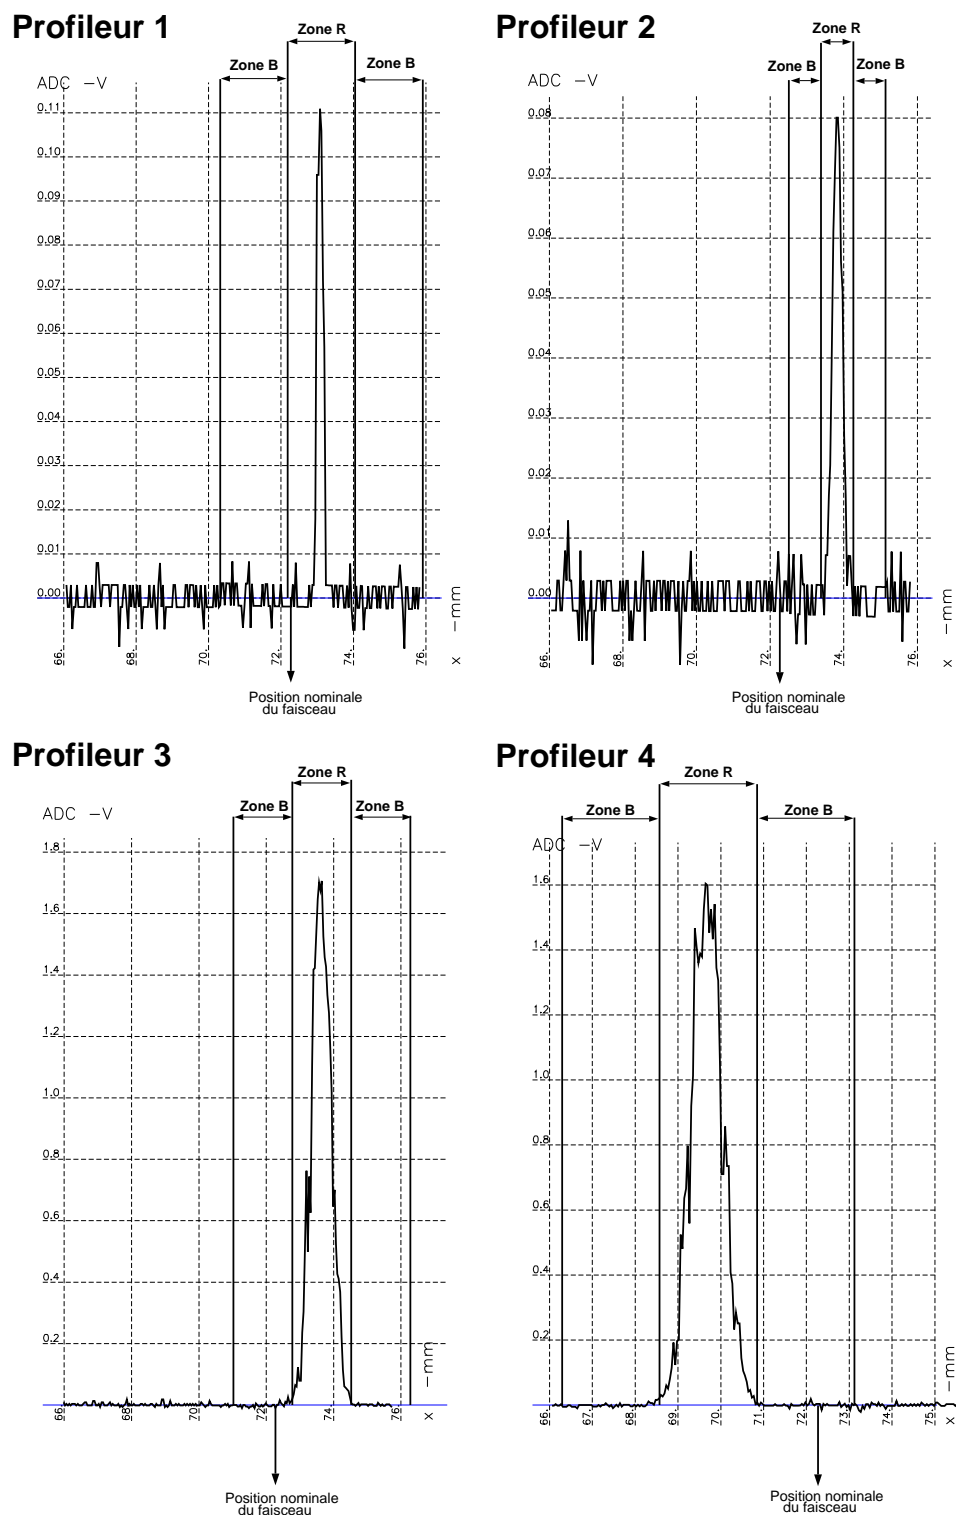 Profileur 1
Zone R
Zone B
Zone B
ADC −V
0.11
0.10
0.09
0.08
0.07
0.06
0.05
0.04
0.03
0.02
0.01
0.00
66.
68.
70.
72.
74.
76.
x −mm
Position nominale
du faisceau
Profileur 2
Zone R
Zone B
Zone B
ADC −V
0.08
0.07
0.06
0.05
0.04
0.03
0.02
0.01
0.00
66.
68.
70.
72.
74.
76.
x −mm
Position nominale
du faisceau
Profileur 3
Zone R
Zone B
Zone B
ADC −V
1.8
1.6
1.4
1.2
1.0
0.8
0.6
0.4
0.2
66.
68.
70.
72.
74.
76.
x −mm
Position nominale
du faisceau
Profileur 4
Zone R
Zone B
Zone B
ADC −V
1.6
1.4
1.2
1.0
0.8
0.6
0.4
0.2
66.
67.
68.
69.
70.
71.
72.
73.
74.
75.
x −mm
Position nominale
du faisceau